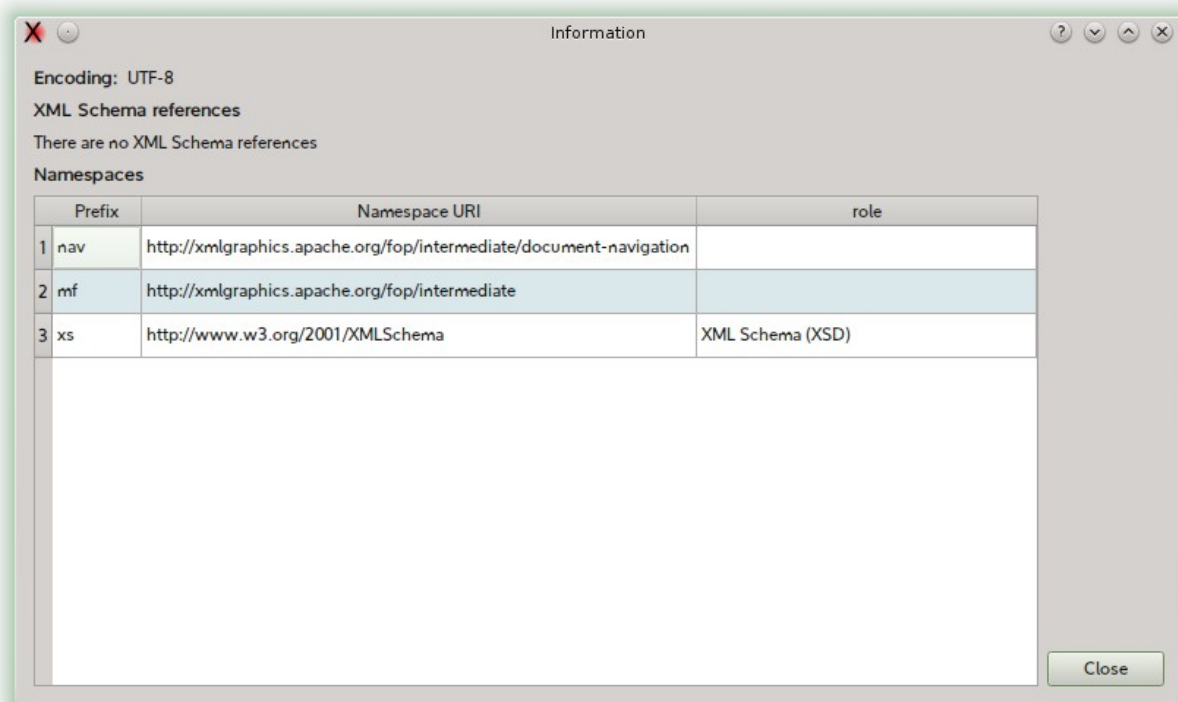 Information
Encoding: UTF-8
XML Schema references
There are no XML Schema references
Namespaces
Prefix Namespace URI role
1 nav http://xmlgraphics.apache.org/fop/intermediate/document-navigation
2 mf http://xmlgraphics.apache.org/fop/intermediate
3 xs http://www.w3.org/2001/XMLSchema XML Schema (XSD)
Close